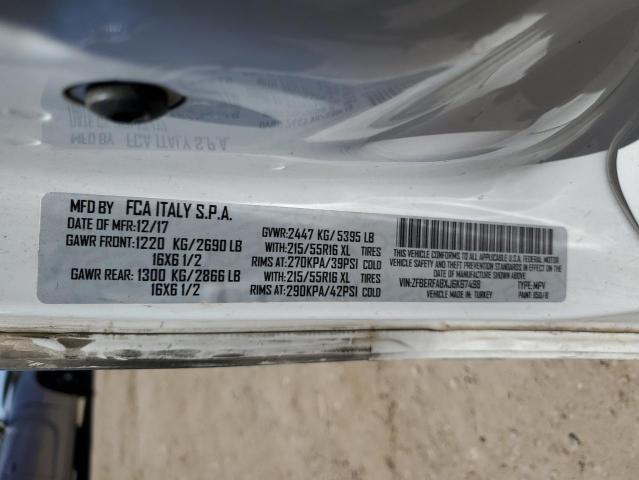 MFD BY FCA ITALY S.P.A.
DATE OF MFR: 12/17
GAWR FRONT: 1220 KG/2690 LB
16X6 1/2
GAWR REAR: 1300 KG/2866 LB
16X6 1/2
GVWR: 2447 KG/5395 LB
WITH: 215/55R16 XL TIRES
RIMS AT: 270KPA/39PSI COLD
WITH: 215/55R16 XL TIRES
RIMS AT: 290KPA/42PSI COLD
THIS VEHICLE CONFORMS TO ALL APPLICABLE U.S.A. FEDERAL MOTOR
VEHICLE SAFETY AND THEFT PREVENTION STANDARDS IN EFFECT ON THE
DATE OF MANUFACTURE SHOWN ABOVE
VIN: ZFBERFABXJ6K67498 TYPE: MPV
VEHICLE MADE IN: TURKEY PAINT: